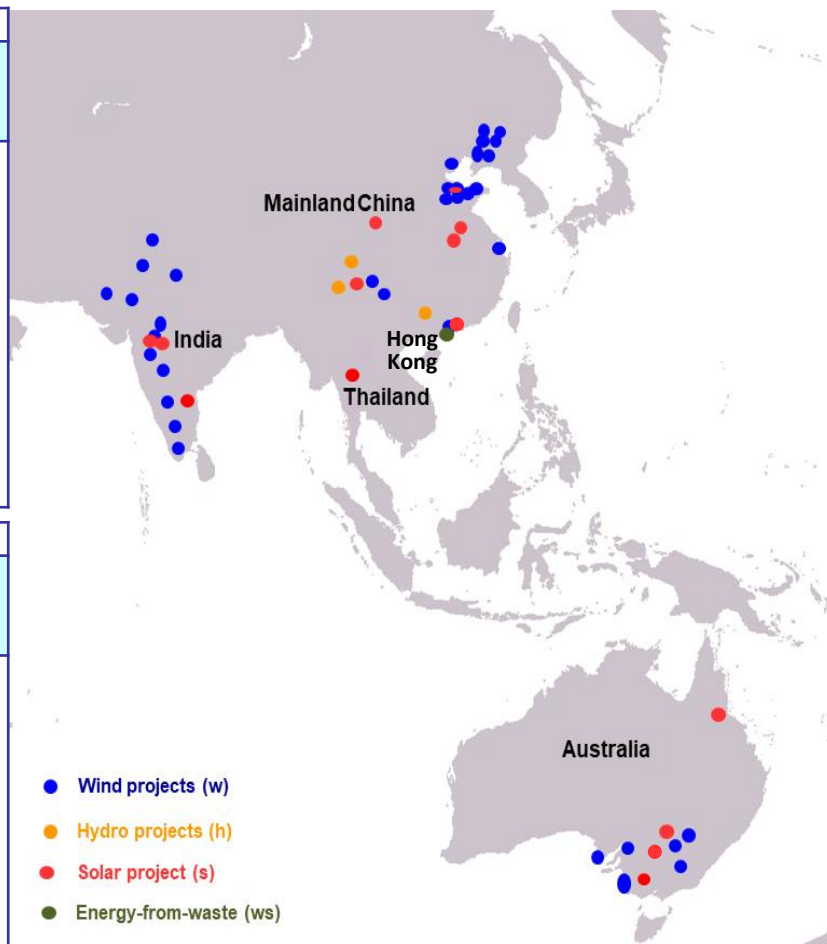 Mainland China
India
Hong
Kong
Thailand
Australia
Wind projects (w)
Hydro projects (h)
Solar project (s)
Energy-from-waste (ws)